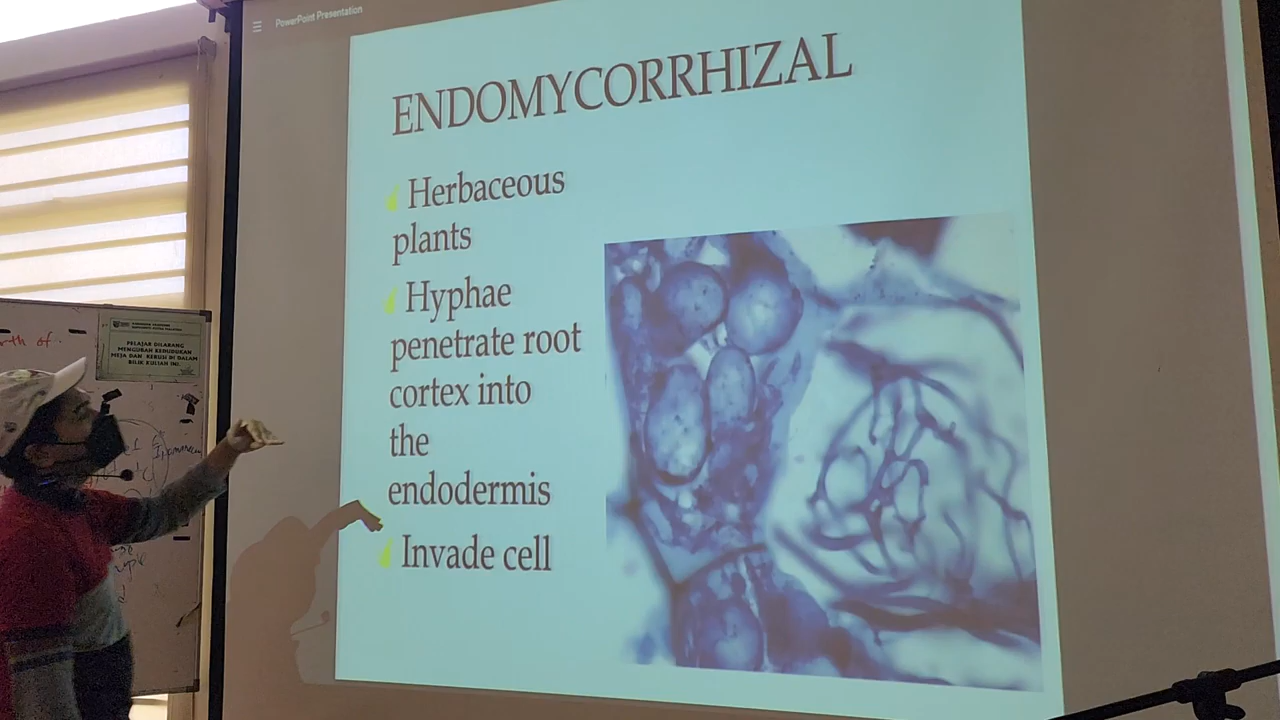 PowerPoint Presentation
ENDOMYCORRHIZAL
Herbaceous
plants
Hyphae
penetrate root
cortex into
the
endodermis
Invade cell
PELAJAR DILARANG
MENGUBAH KEDUDUKAN
MEJA DAN KERUSI DI DALAM
BILIK KULIAH INI.